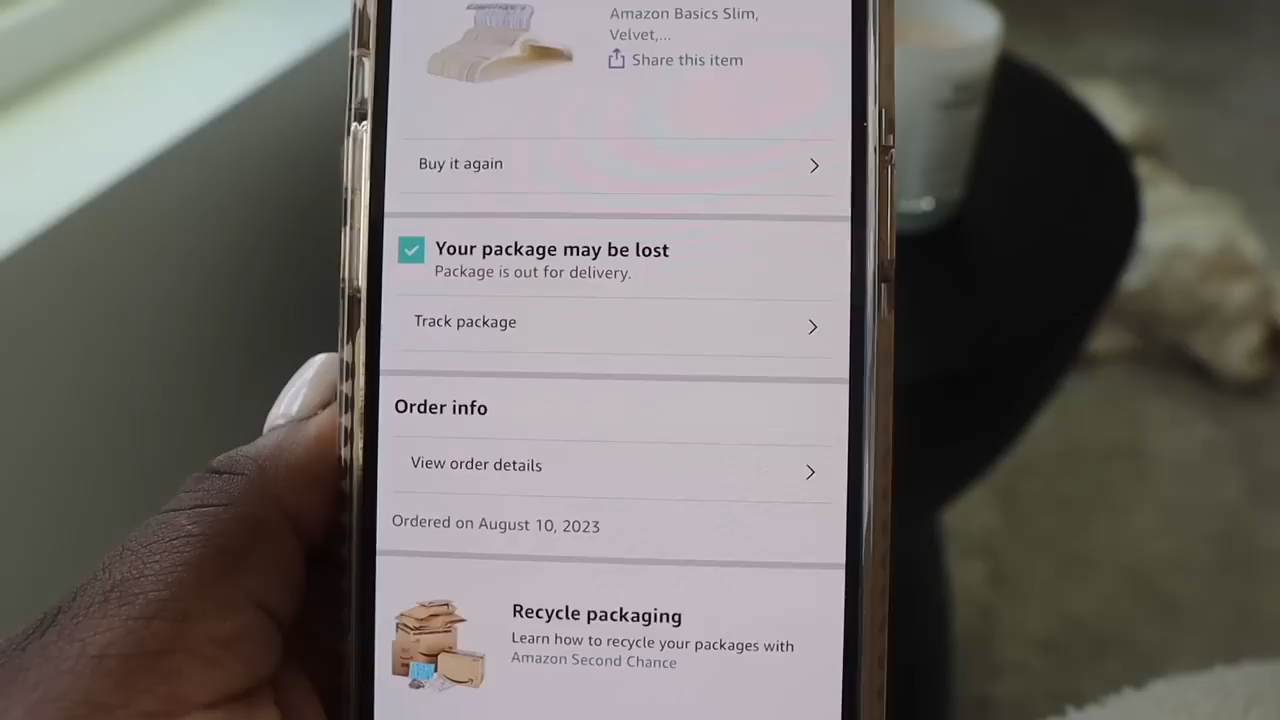 Amazon Basics Slim,
Velvet,...
Share this item
Buy it again
Your package may be lost
Package is out for delivery.
Track package
Order info
View order details
Ordered on August 10, 2023
Recycle packaging
Learn how to recycle your packages with
Amazon Second Chance